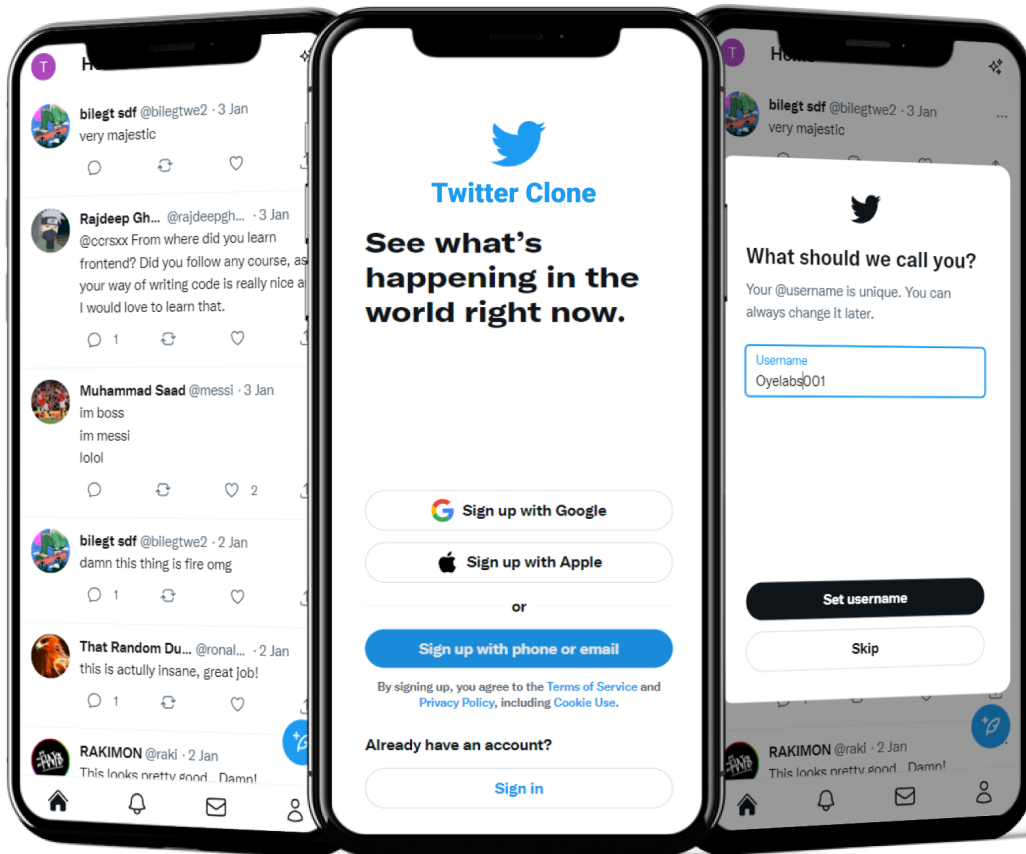 T
bilegt sdf @bilegtwe2 · 3 Jan
very majestic
Rajdeep Gh... @rajdeepgh... · 3 Jan
@ccrsxx From where did you learn
frontend? Did you follow any course, as
your way of writing code is really nice a
I would love to learn that.
1
Muhammad Saad @messi · 3 Jan
im boss
im messi
lolol
2
bilegt sdf @bilegtwe2 · 2 Jan
damn this thing is fire omg
1
That Random Du... @ronal... · 2 Jan
this is actully insane, great job!
1
RAKIMON @raki · 2 Jan
This looks pretty good.. Damn!
Twitter Clone
See what's
happening in the
world right now.
Sign up with Google
Sign up with Apple
or
Sign up with phone or email
By signing up, you agree to the Terms of Service and
Privacy Policy, including Cookie Use.
Already have an account?
Sign in
T
Home
bilegt sdf @bilegtwe2 · 3 Jan
very majestic
What should we call you?
Your @username is unique. You can
always change it later.
Username
Oyelabs001
Set username
Skip
RAKIMON @raki · 2 Jan
This looks pretty good.. Damn!